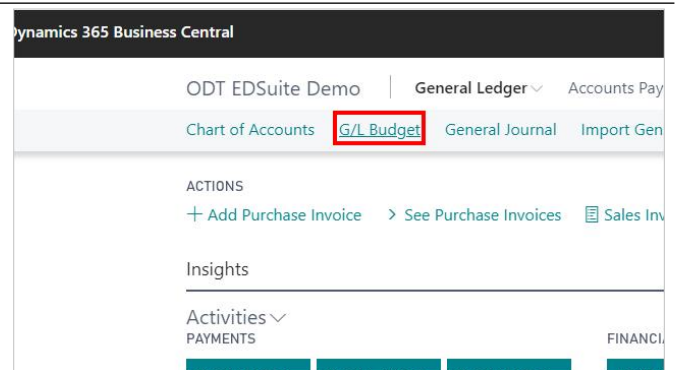 Dynamics 365 Business Central
ODT EDSuite Demo General Ledger Accounts Pay
Chart of Accounts G/L Budget General Journal Import Gen
ACTIONS
+ Add Purchase Invoice > See Purchase Invoices Sales Inv
Insights
Activities
PAYMENTS FINANCI